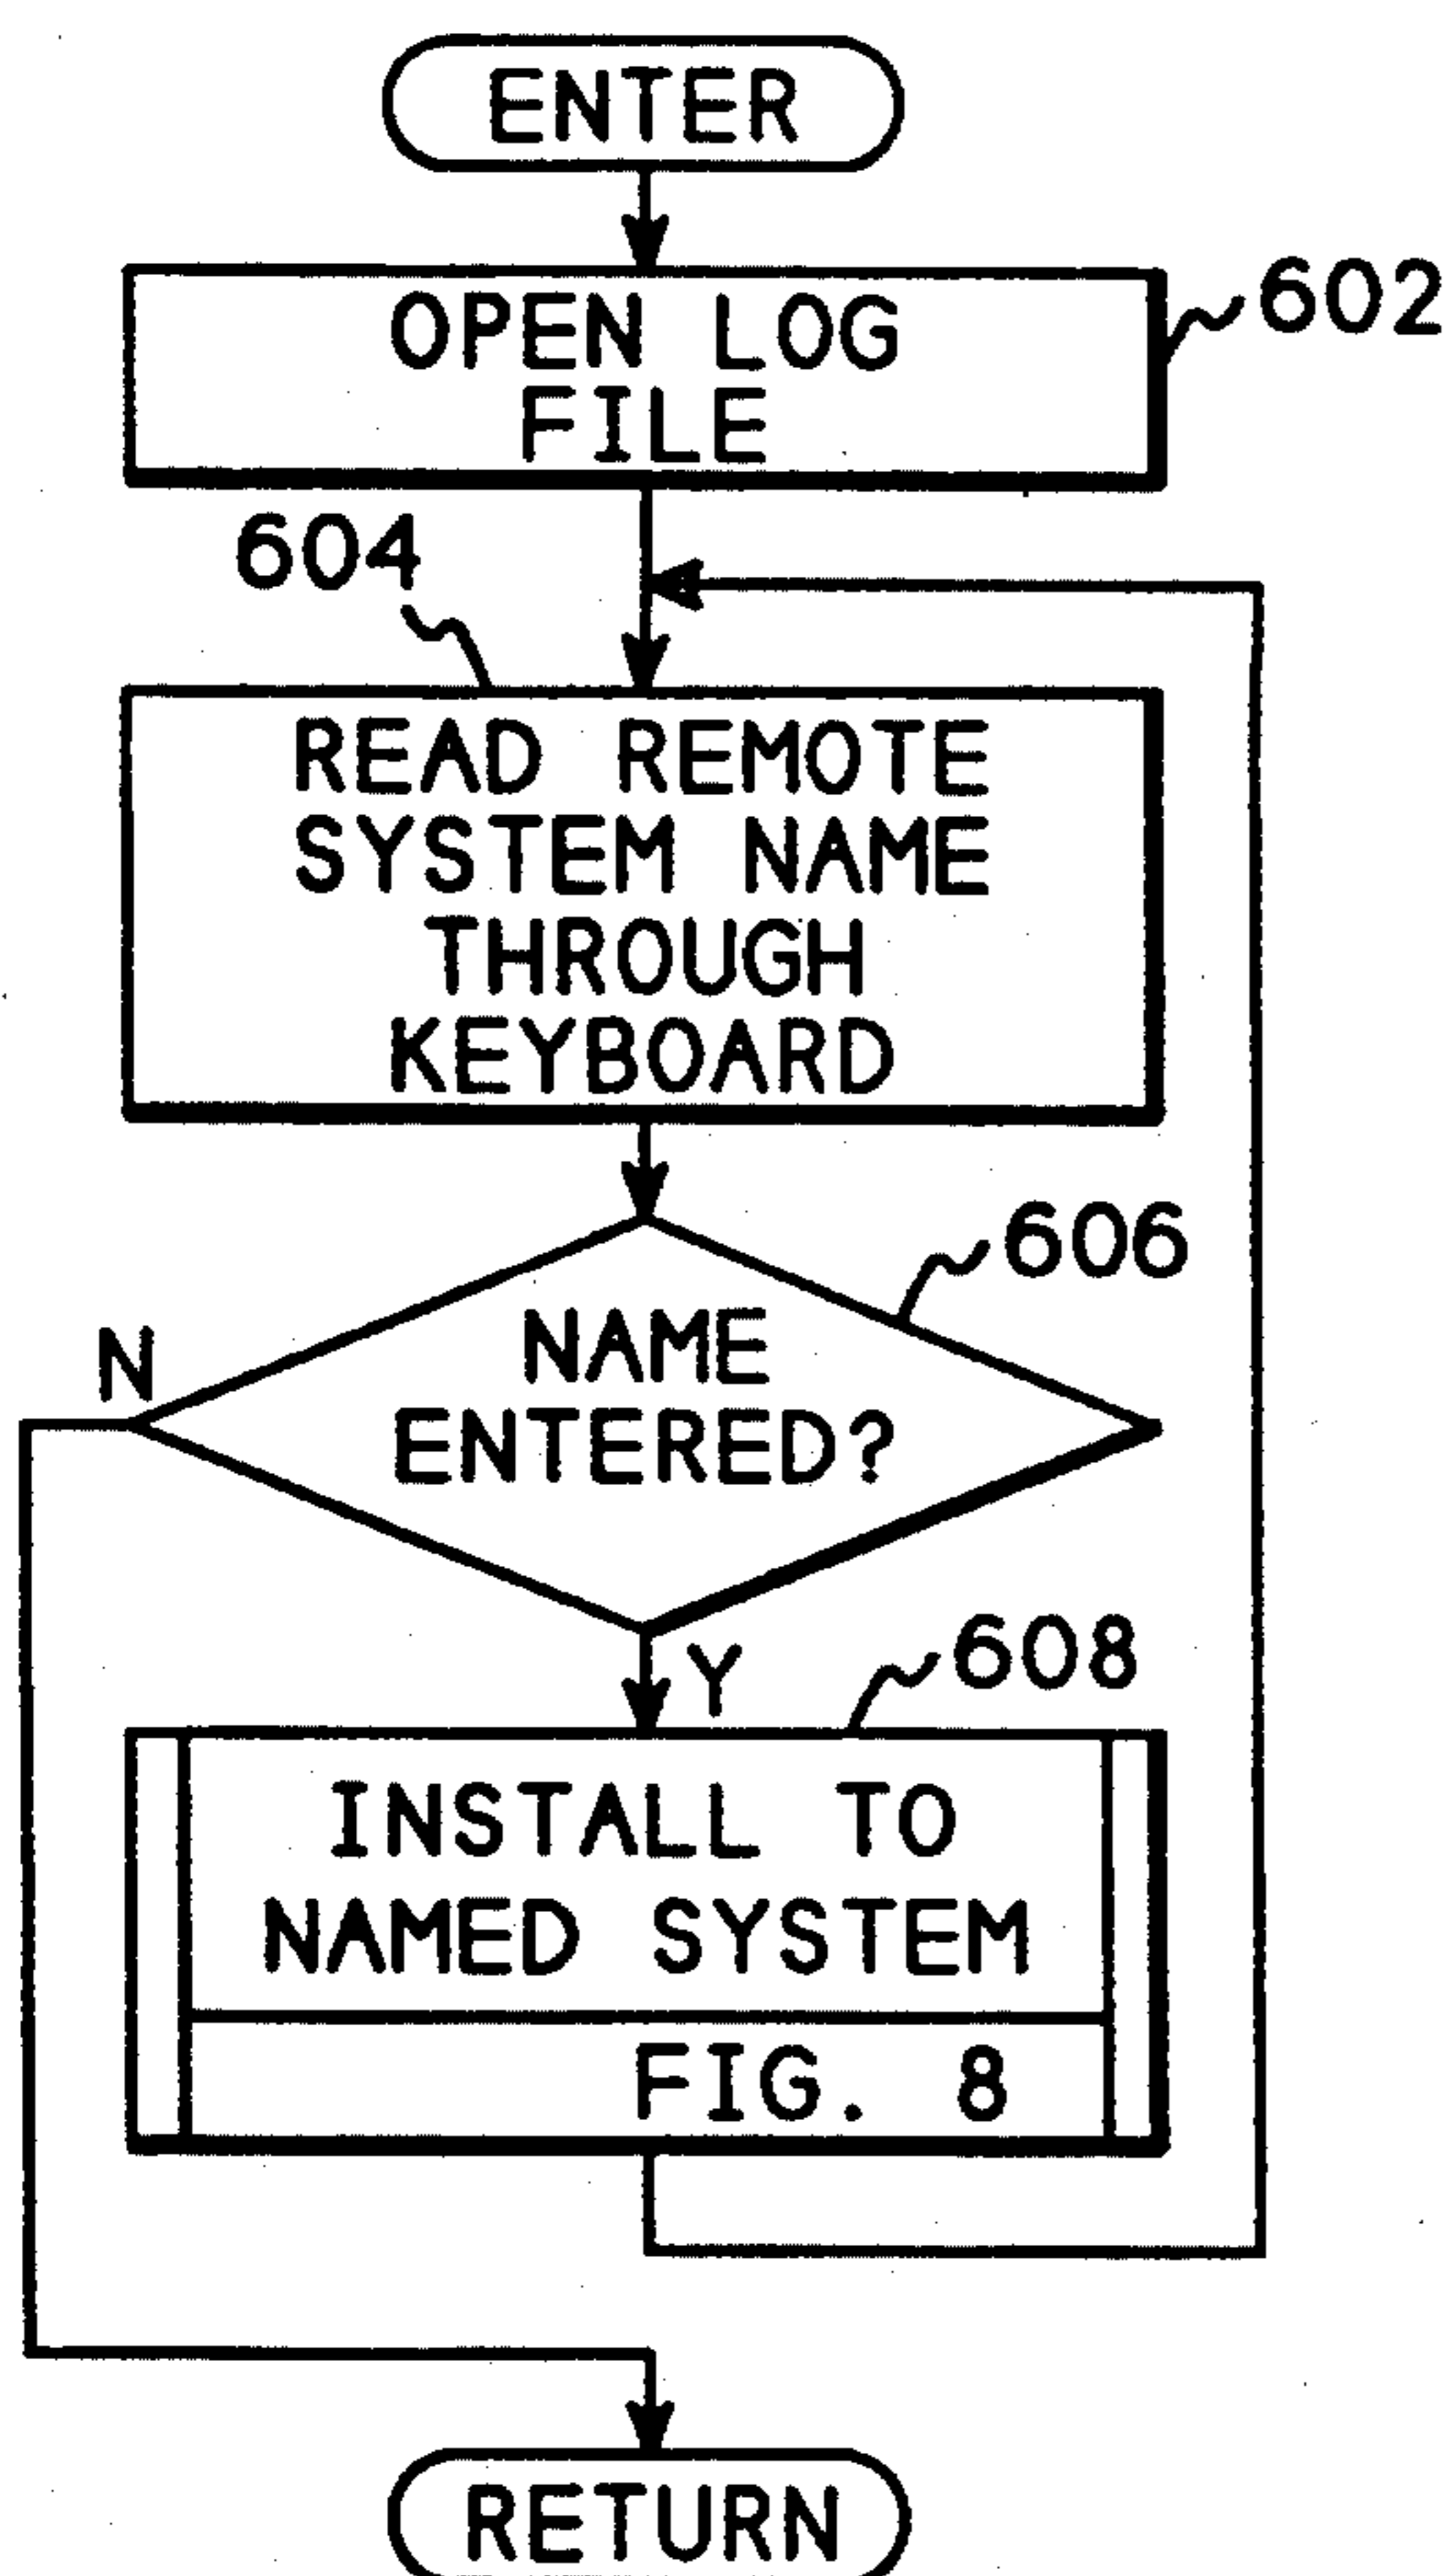 ENTER
OPEN LOG
FILE
602
604
READ REMOTE
SYSTEM NAME
THROUGH
KEYBOARD
606
NAME
ENTERED?
N
Y
608
INSTALL TO
NAMED SYSTEM
FIG. 8
RETURN